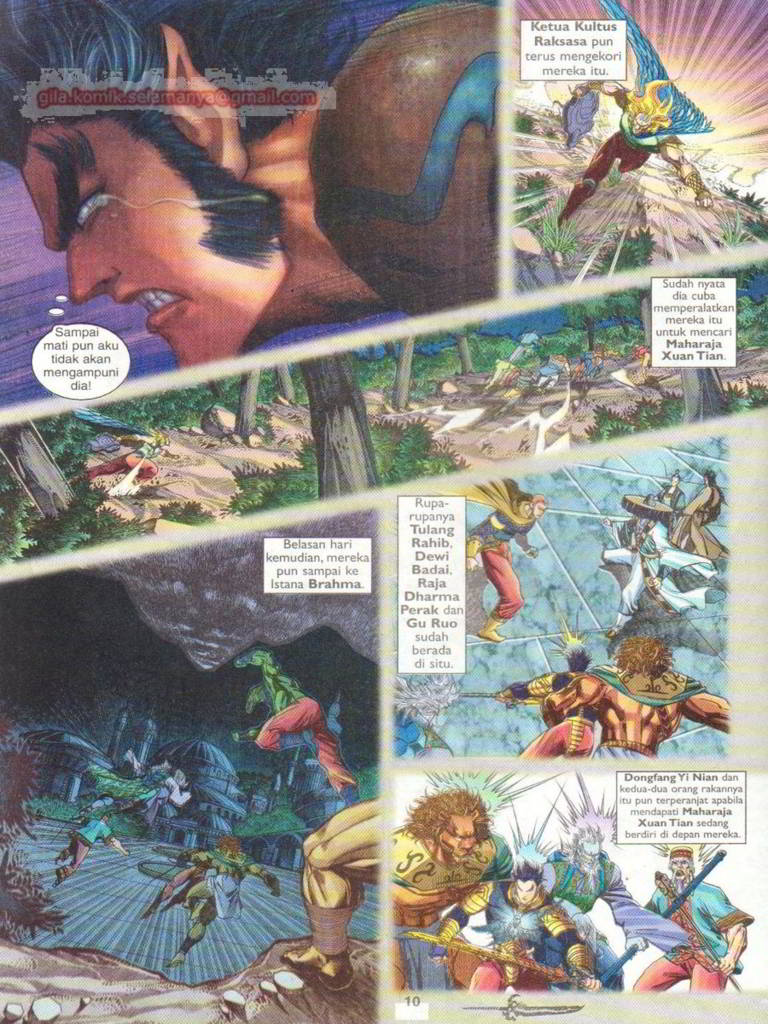 gila.komik.selamanya@gmail.com
Sampai
mati pun aku
tidak akan
mengampuni
dia!
Ketua Kultus
Raksasa pun
terus mengekori
mereka itu.
Sudah nyata
dia cuba
memperalatkan
mereka itu
untuk mencari
Maharaja
Xuan Tian.
Belasan hari
kemudian, mereka
pun sampai ke
Istana Brahma.
Rupa-
rupanya
Tulang
Rahib,
Dewi
Badai,
Raja
Dharma
Perak dan
Gu Ruo
sudah
berada
di situ.
Dongfang Yi Nian dan
kedua-dua orang rakannya
itu pun terperanjat apabila
mendapati Maharaja
Xuan Tian sedang
berdiri di depan mereka.
10